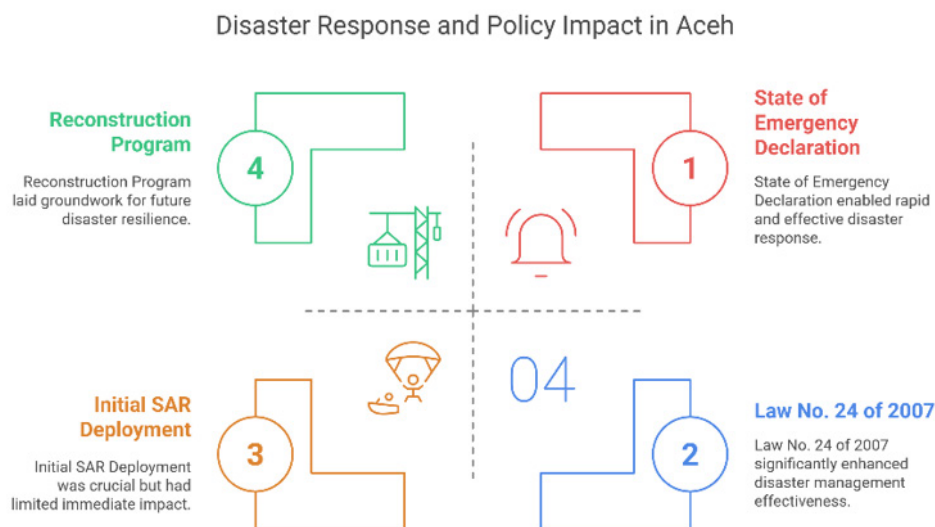 Disaster Response and Policy Impact in Aceh
Reconstruction
Program
4
Reconstruction Program
laid groundwork for future
disaster resilience.
1
State of
Emergency
Declaration
State of Emergency
Declaration enabled rapid
and effective disaster
response.
Initial SAR
Deployment
3
Initial SAR Deployment
was crucial but had
limited immediate impact.
04
2
Law No. 24 of 2007
Law No. 24 of 2007
significantly enhanced
disaster management
effectiveness.